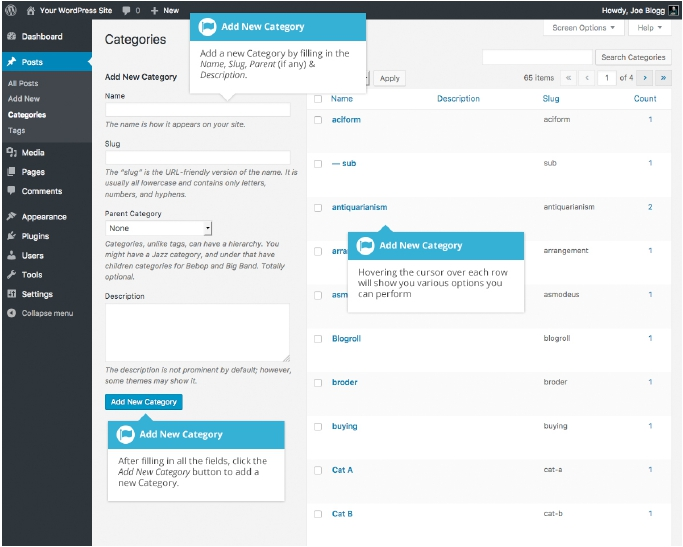 Your WordPress Site 0 + New Howdy, Joe Blogg
Dashboard
Posts
All Posts
Add New
Categories
Tags
Media
Pages
Comments
Appearance
Plugins
Users
Tools
Settings
Collapse menu
Categories
Screen Options ▼ Help ▼
Add New Category
Add a new Category by filling in the
Name, Slug, Parent (if any) &
Description.
Search Categories
Apply
65 items « ‹ 1 of 4 › »
Add New Category
Name
The name is how it appears on your site.
Slug
The "slug" is the URL-friendly version of the name. It is
usually all lowercase and contains only letters,
numbers, and hyphens.
Parent Category
None
Categories, unlike tags, can have a hierarchy. You
might have a Jazz category, and under that have
children categories for Bebop and Big Band. Totally
optional.
Description
The description is not prominent by default; however,
some themes may show it.
Add New Category
Add New Category
After filling in all the fields, click the
Add New Category button to add a
new Category.
Name Description Slug Count
aciform aciform 1
— sub sub 1
antiquarianism antiquarianism 2
Add New Category
Hovering the cursor over each row
will show you various options you
can perform
arrangement 1
asmodeus 1
Blogroll blogroll 1
broder broder 1
buying buying 1
Cat A cat-a 1
Cat B cat-b 1